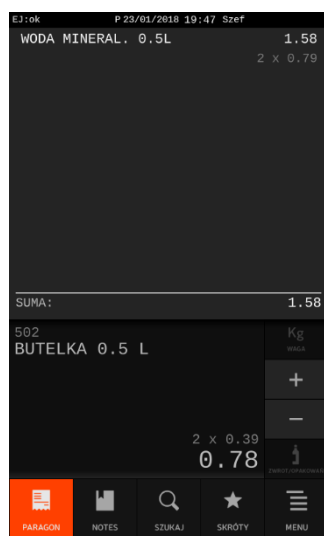 EJ:ok P 23/01/2018 19:47 Szef
WODA MINERAL. 0.5L 1.58
2 x 0.79
SUMA: 1.58
502
BUTELKA 0.5 L
Kg
WAGA
+
−
2 x 0.39
0.78
ZWROT/OPAKOWAŃ
PARAGON NOTES SZUKAJ SKRÓTY MENU